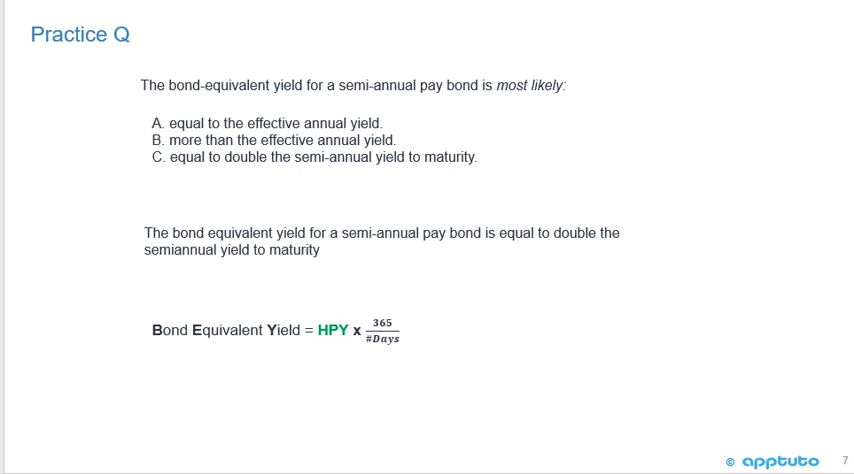 Practice Q
The bond-equivalent yield for a semi-annual pay bond is most likely:
A. equal to the effective annual yield.
B. more than the effective annual yield.
C. equal to double the semi-annual yield to maturity.
The bond equivalent yield for a semi-annual pay bond is equal to double the
semiannual yield to maturity
Bond Equivalent Yield = HPY x 365/#Days
© apptuto 7